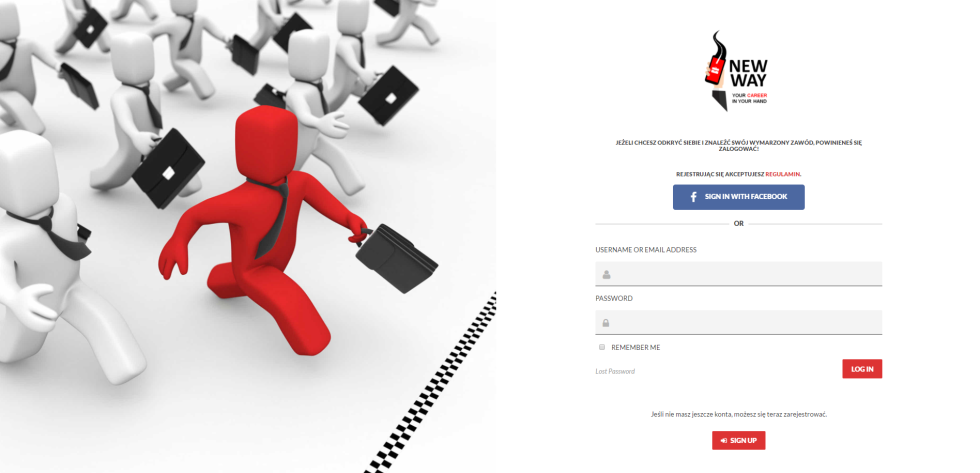 NEW
WAY
YOUR CAREER
IN YOUR HAND
JEŻELI CHCESZ ODKRYĆ SIEBIE I ZNALEŹĆ SWÓJ WYMARZONY ZAWÓD, POWINIENEŚ SIĘ
ZALOGOWAĆ!
REJESTRUJĄC SIĘ AKCEPTUJESZ REGULAMIN.
SIGN IN WITH FACEBOOK
OR
USERNAME OR EMAIL ADDRESS
PASSWORD
REMEMBER ME
Lost Password
LOG IN
Jeśli nie masz jeszcze konta, możesz się teraz zarejestrować.
SIGN UP